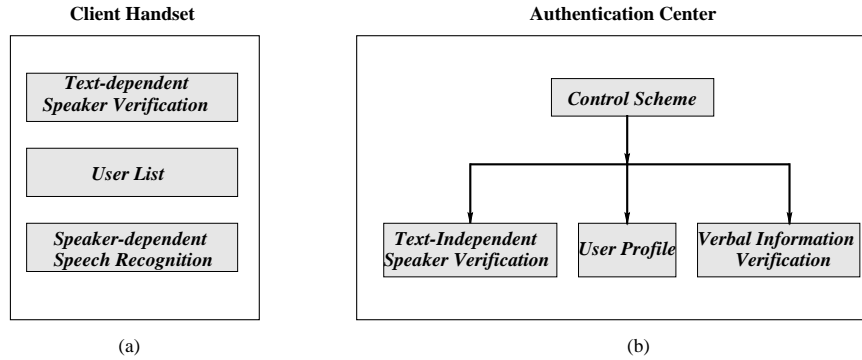 Client Handset
Text-dependent
Speaker Verification
User List
Speaker-dependent
Speech Recognition
(a)
Authentication Center
Control Scheme
Text-Independent
Speaker Verification
User Profile
Verbal Information
Verification
(b)